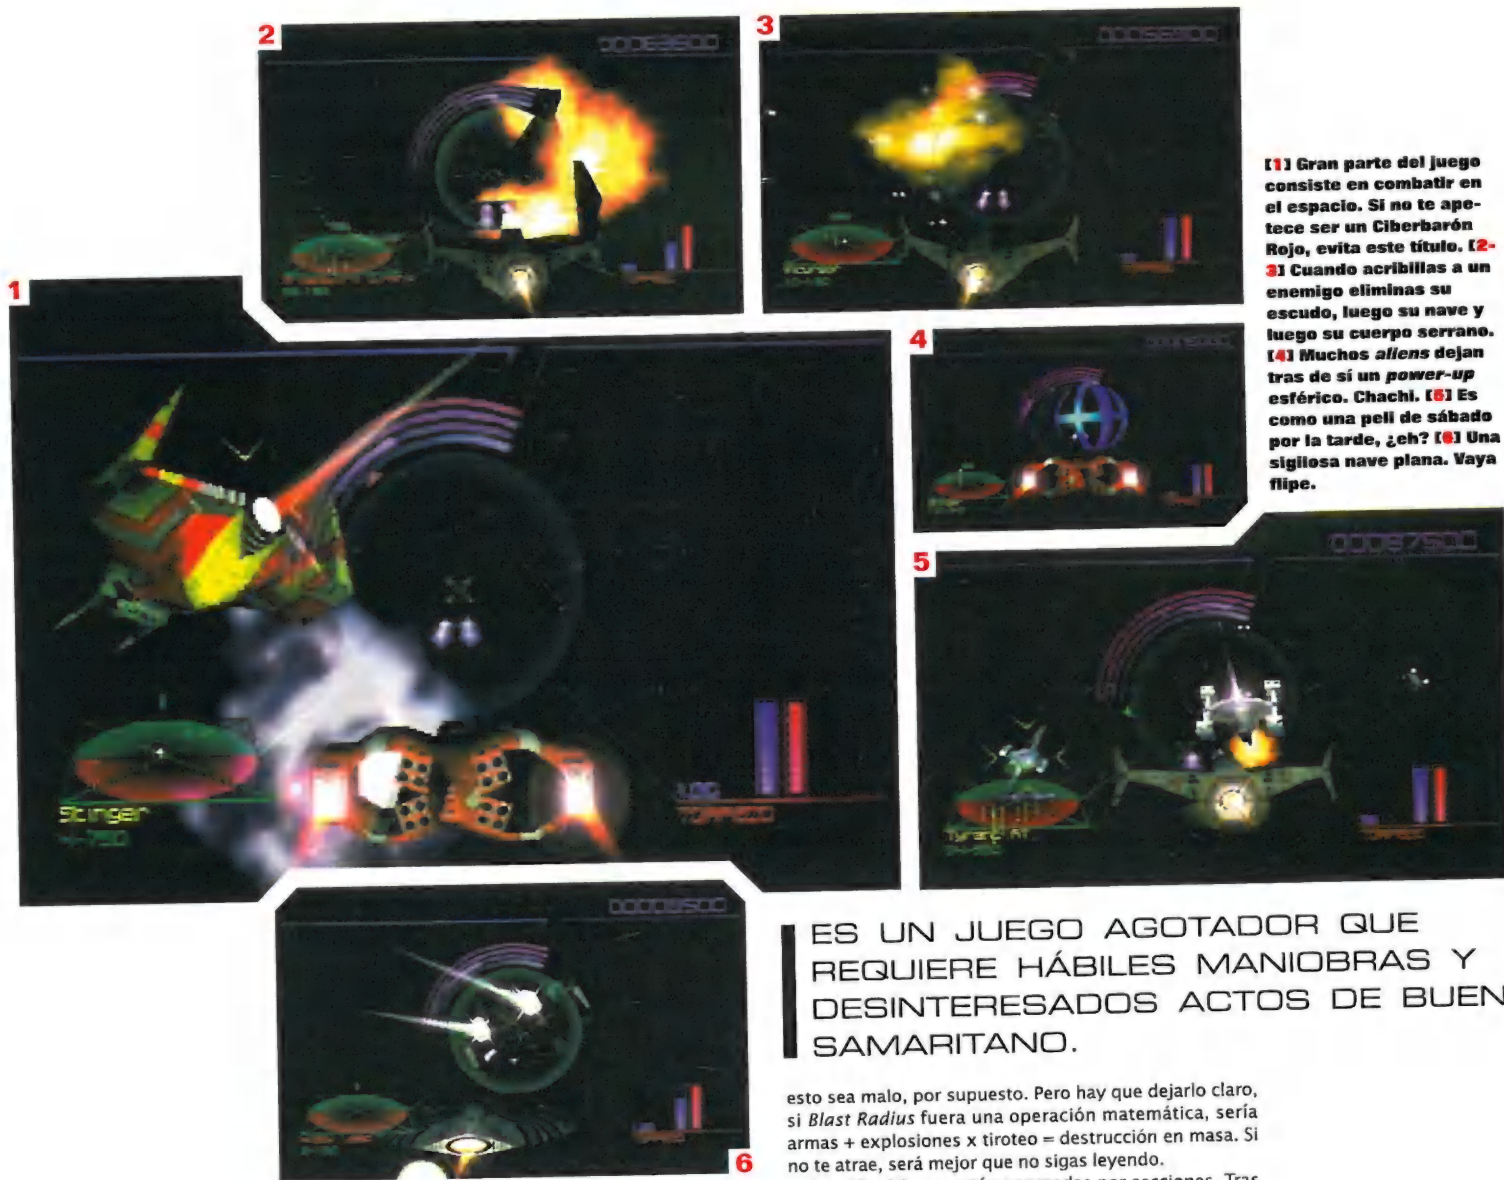 2
3
00063600
1
[1] Gran parte del juego
consiste en combatir en
el espacio. Si no te ape-
tece ser un Ciberbarón
Rojo, evita este título. [2-
3] Cuando acribillas a un
enemigo eliminas su
escudo, luego su nave y
luego su cuerpo serrano.
[4] Muchos aliens dejan
tras de sí un power-up
esférico. Chachi. [5] Es
como una peli de sábado
por la tarde, ¿eh? [6] Una
sigilosa nave plana. Vaya
flipe.
4
5
00087500
Stinger
TORPEDO
6
ES UN JUEGO AGOTADOR QUE
REQUIERE HÁBILES MANIOBRAS Y
DESINTERESADOS ACTOS DE BUEN
SAMARITANO.
esto sea malo, por supuesto. Pero hay que dejarlo claro,
si Blast Radius fuera una operación matemática, sería
armas + explosiones x tiroteo = destrucción en masa. Si
no te atrae, será mejor que no sigas leyendo.